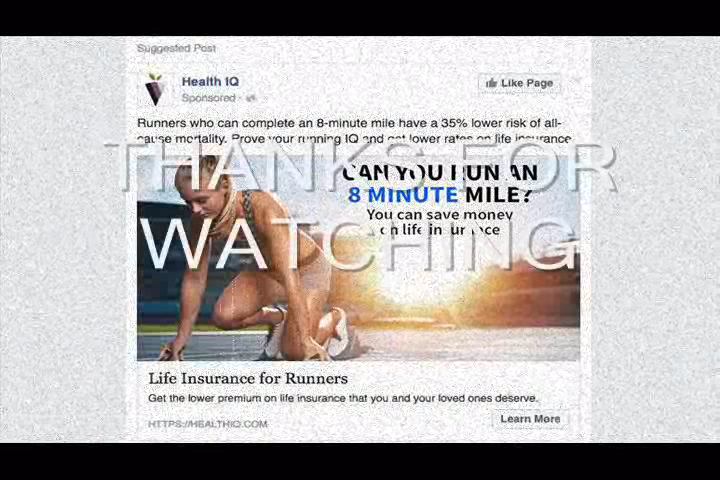 Suggested Post
Health IQ
Sponsored ·
Like Page
Runners who can complete an 8-minute mile have a 35% lower risk of all-
cause mortality. Prove your running IQ and get lower rates on life insurance
THANKS FOR
WATCHING
CAN YOU RUN AN
8 MINUTE MILE?
You can save money
on life insurance
Life Insurance for Runners
Get the lower premium on life insurance that you and your loved ones deserve.
HTTPS://HEALTHIQ.COM
Learn More